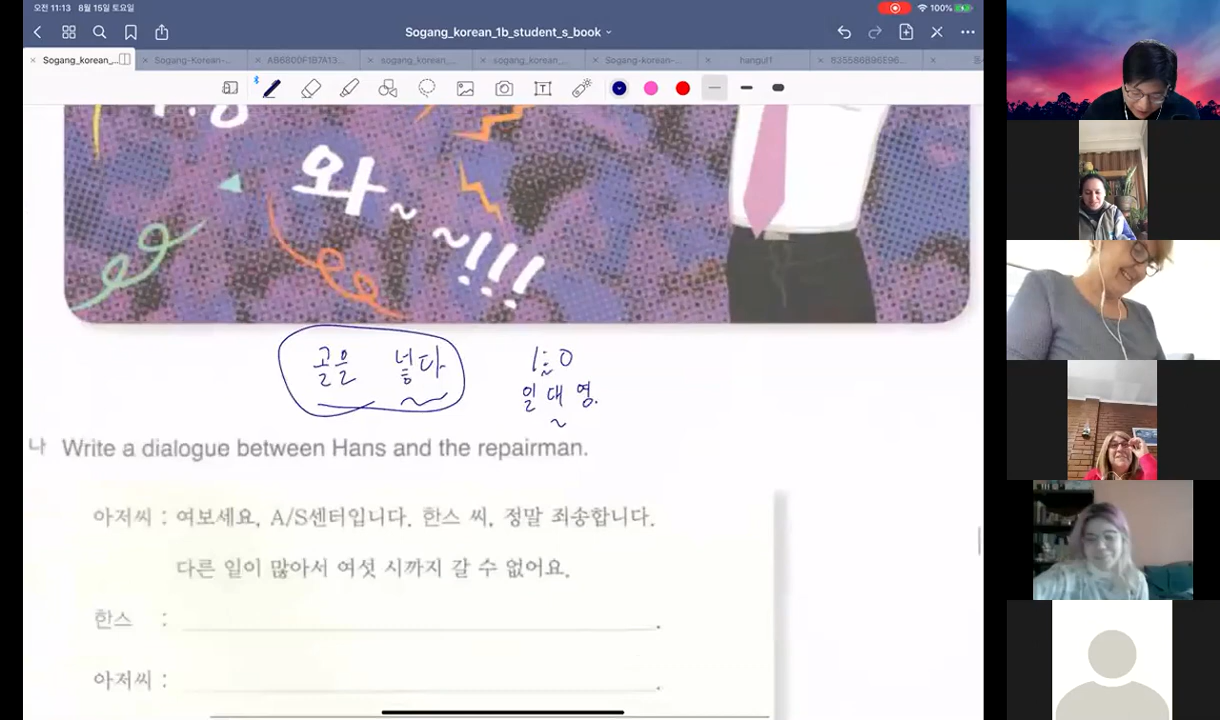 오전 11:13 8월 15일 토요일
100%
Sogang_korean_1b_student_s_book
Sogang_korean_...
Sogang-Korean-...
AB6800F1B7A13...
sogang_korean_...
sogang_korean_...
Sogang-korean-...
hangul1
835586B96E96...
와~
~!!!
골을 넣다
1:0
일 대 영.
나 Write a dialogue between Hans and the repairman.
아저씨 : 여보세요, A/S센터입니다. 한스 씨, 정말 죄송합니다.
다른 일이 많아서 여섯 시까지 갈 수 없어요.
한스 : .
아저씨 : .